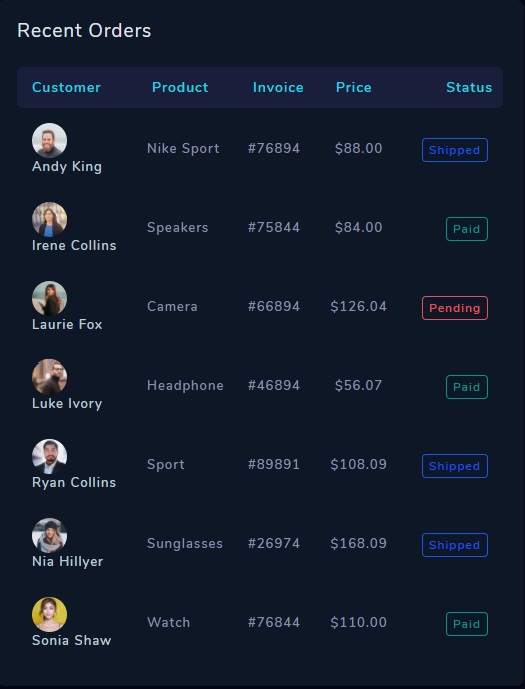 Recent Orders
Customer Product Invoice Price Status
Andy King Nike Sport #76894 $88.00 Shipped
Irene Collins Speakers #75844 $84.00 Paid
Laurie Fox Camera #66894 $126.04 Pending
Luke Ivory Headphone #46894 $56.07 Paid
Ryan Collins Sport #89891 $108.09 Shipped
Nia Hillyer Sunglasses #26974 $168.09 Shipped
Sonia Shaw Watch #76844 $110.00 Paid